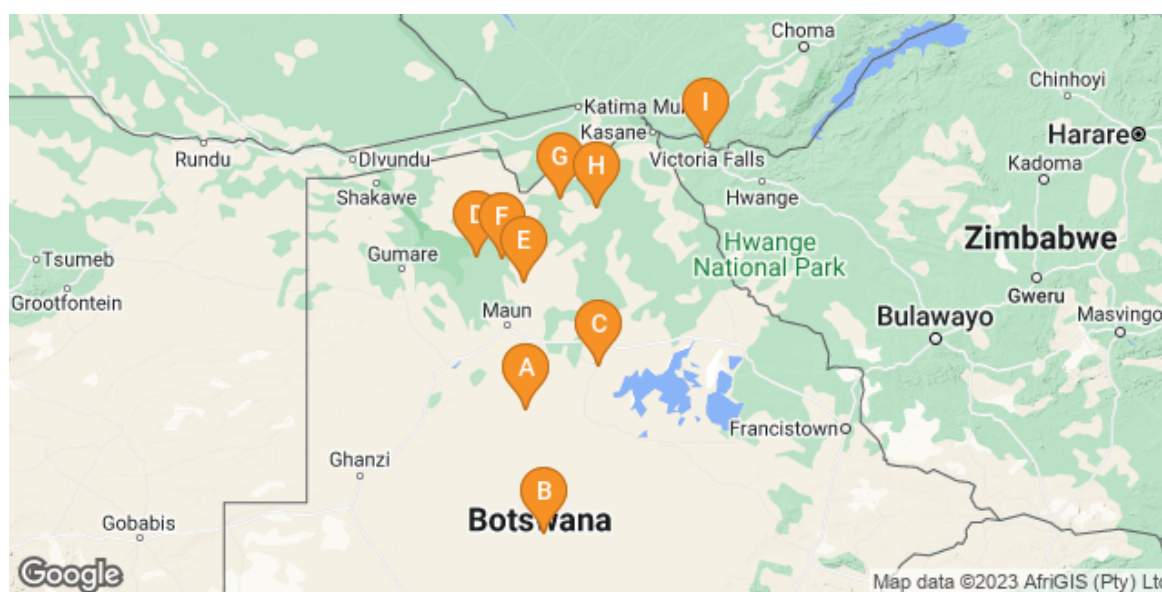 Choma
Chinhoyi
Katima Mu
I
Kasane
Harare
Rundu
DIvundu
G
H
Victoria Falls
Kadoma
Shakawe
Hwange
D
F
E
Hwange
National Park
Zimbabwe
Tsumeb
Gumare
Grootfontein
Gweru
Maun
C
Bulawayo
Masvingo
A
Francistown
Ghanzi
B
Botswana
Gobabis
Google
Map data ©2023 AfriGIS (Pty) Ltd